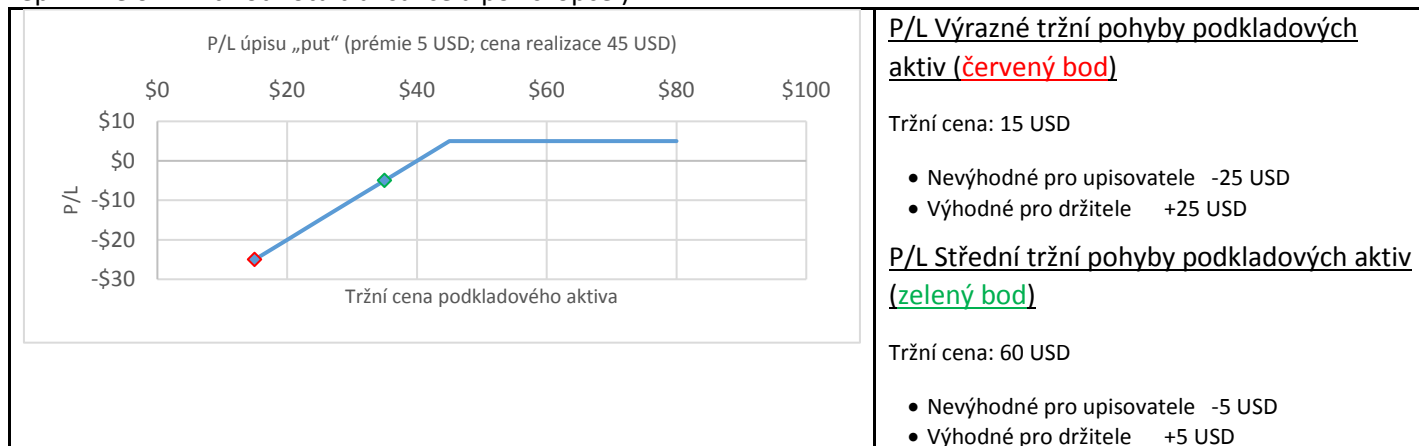 P/L úpisu „put“ (prémie 5 USD; cena realizace 45 USD)
$0 $20 $40 $60 $80 $100
$10
$0
-$10
-$20
-$30
P/L
Tržní cena podkladového aktiva
P/L Výrazné tržní pohyby podkladových
aktiv (červený bod)
Tržní cena: 15 USD
• Nevýhodné pro upisovatele -25 USD
• Výhodné pro držitele +25 USD
P/L Střední tržní pohyby podkladových aktiv
(zelený bod)
Tržní cena: 60 USD
• Nevýhodné pro upisovatele -5 USD
• Výhodné pro držitele +5 USD